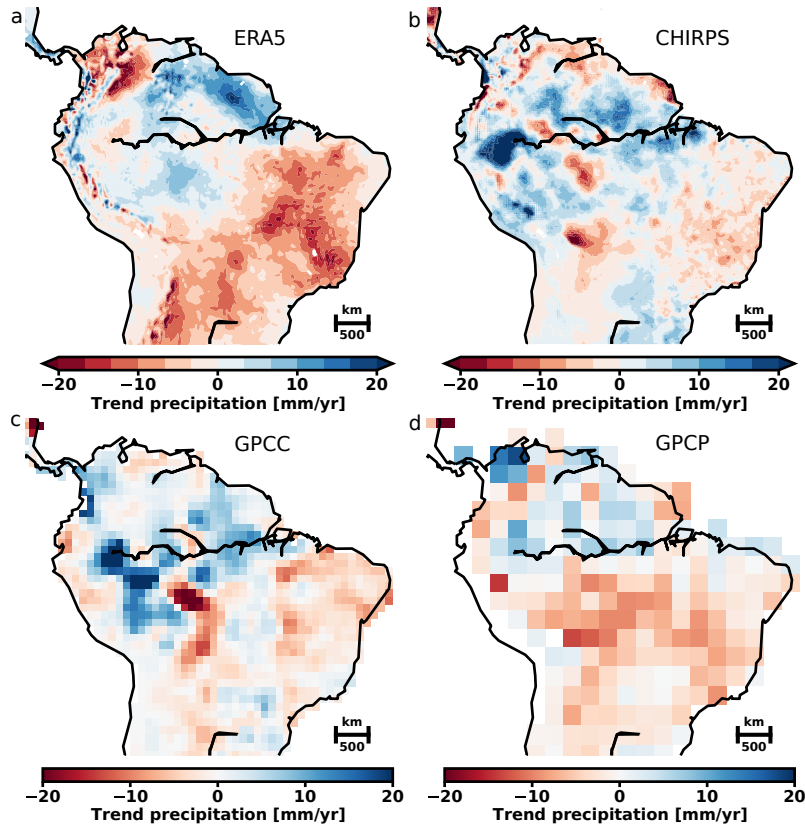 a
ERA5
km
500
−20 −10 0 10 20
Trend precipitation [mm/yr]
b
CHIRPS
km
500
−20 −10 0 10 20
Trend precipitation [mm/yr]
c
GPCC
km
500
−20 −10 0 10 20
Trend precipitation [mm/yr]
d
GPCP
km
500
−20 −10 0 10 20
Trend precipitation [mm/yr]